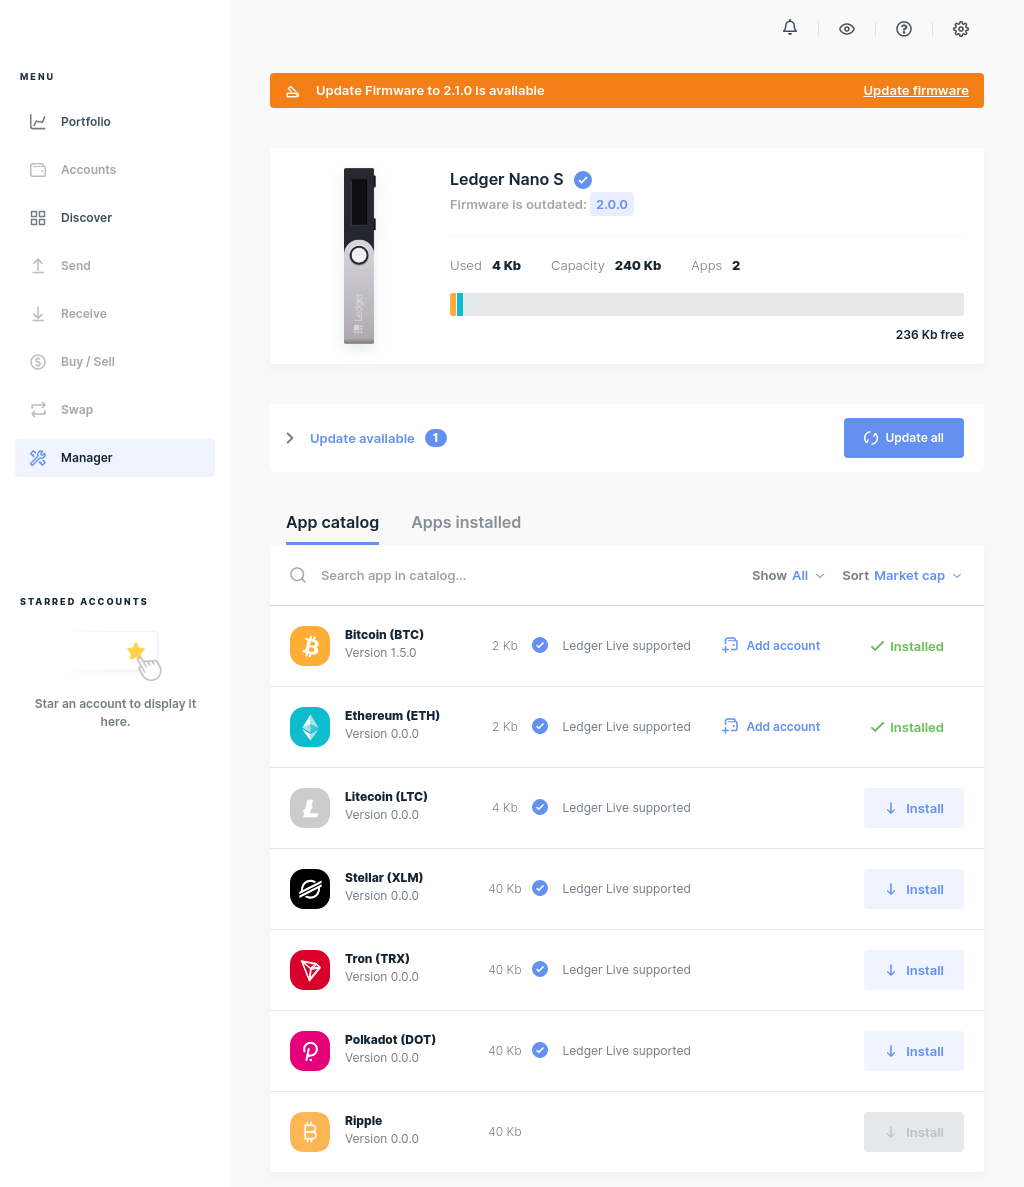 MENU
Portfolio
Accounts
Discover
Send
Receive
Buy / Sell
Swap
Manager
STARRED ACCOUNTS
Star an account to display it
here.
Update Firmware to 2.1.0 is available
Update firmware
Ledger Nano S
Firmware is outdated: 2.0.0
Used 4 Kb Capacity 240 Kb Apps 2
236 Kb free
Ledger
Update available 1
Update all
App catalog Apps installed
Search app in catalog... Show All Sort Market cap
Bitcoin (BTC)
Version 1.5.0
2 Kb Ledger Live supported Add account Installed
Ethereum (ETH)
Version 0.0.0
2 Kb Ledger Live supported Add account Installed
Litecoin (LTC)
Version 0.0.0
4 Kb Ledger Live supported Install
Stellar (XLM)
Version 0.0.0
40 Kb Ledger Live supported Install
Tron (TRX)
Version 0.0.0
40 Kb Ledger Live supported Install
Polkadot (DOT)
Version 0.0.0
40 Kb Ledger Live supported Install
Ripple
Version 0.0.0
40 Kb Install